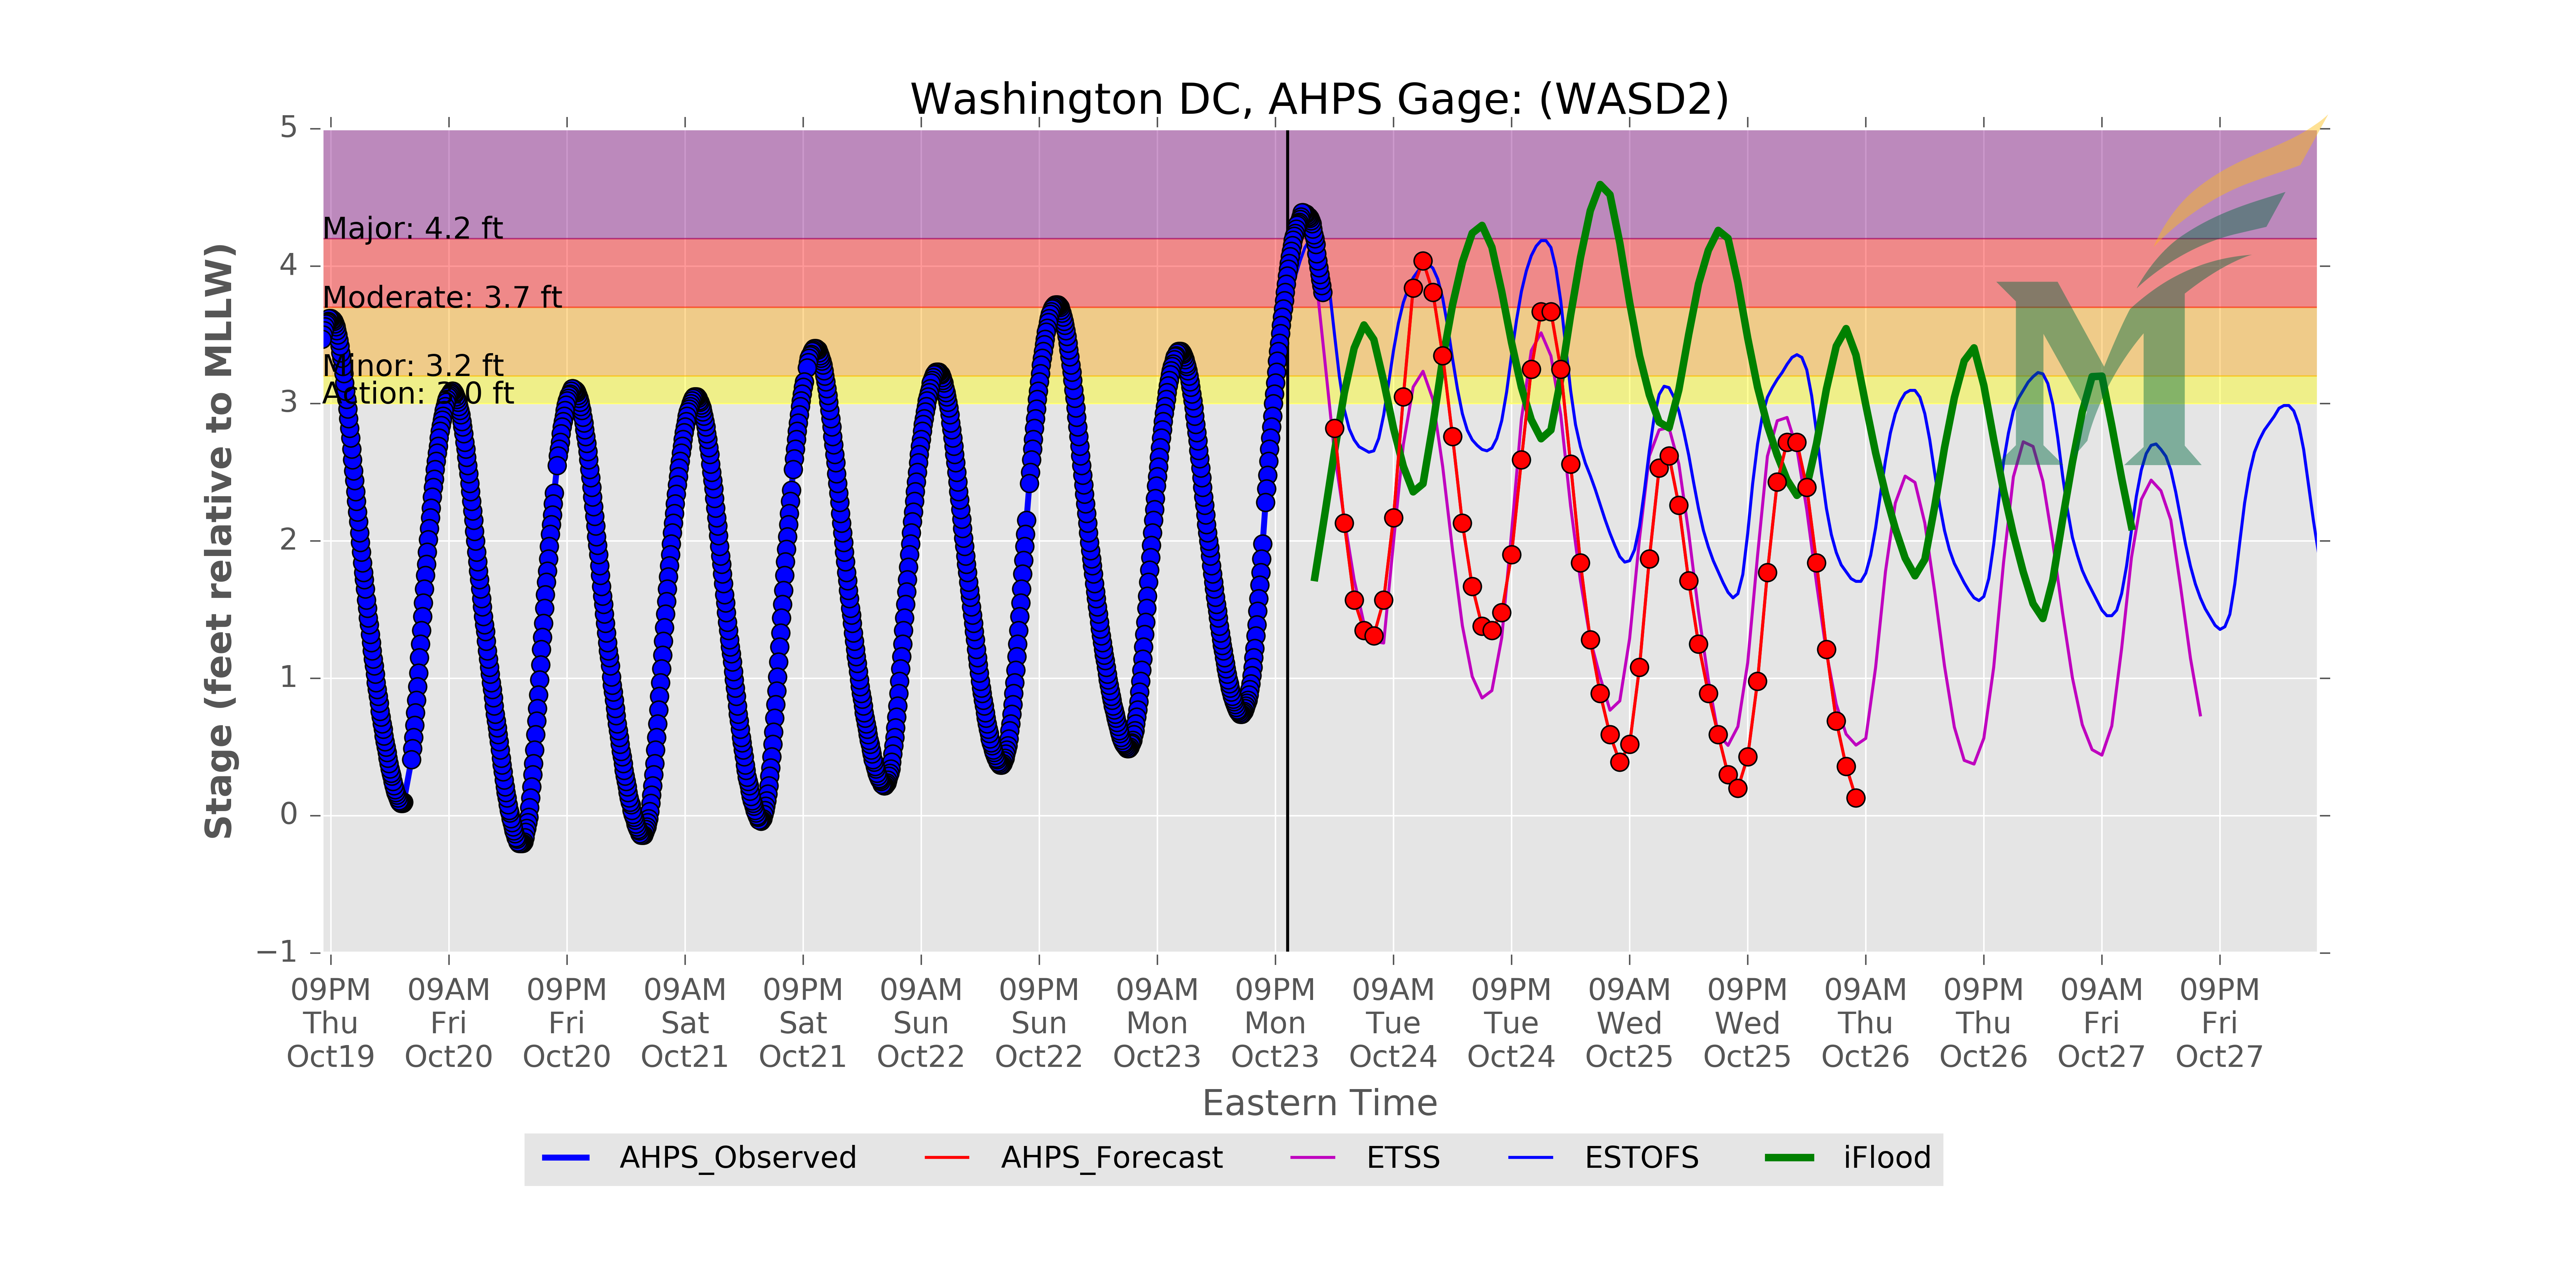 Washington DC, AHPS Gage: (WASD2)
5
4
3
2
1
0
−1
Stage (feet relative to MLLW)
Major: 4.2 ft
Moderate: 3.7 ft
Minor: 3.2 ft
Action: 3.0 ft
09PM 09AM 09PM 09AM 09PM 09AM 09PM 09AM 09PM 09AM 09PM 09AM 09PM 09AM 09PM 09AM 09PM
Thu Fri Fri Sat Sat Sun Sun Mon Mon Tue Tue Wed Wed Thu Thu Fri Fri
Oct19 Oct20 Oct20 Oct21 Oct21 Oct22 Oct22 Oct23 Oct23 Oct24 Oct24 Oct25 Oct25 Oct26 Oct26 Oct27 Oct27
Eastern Time
AHPS_Observed AHPS_Forecast ETSS ESTOFS iFlood